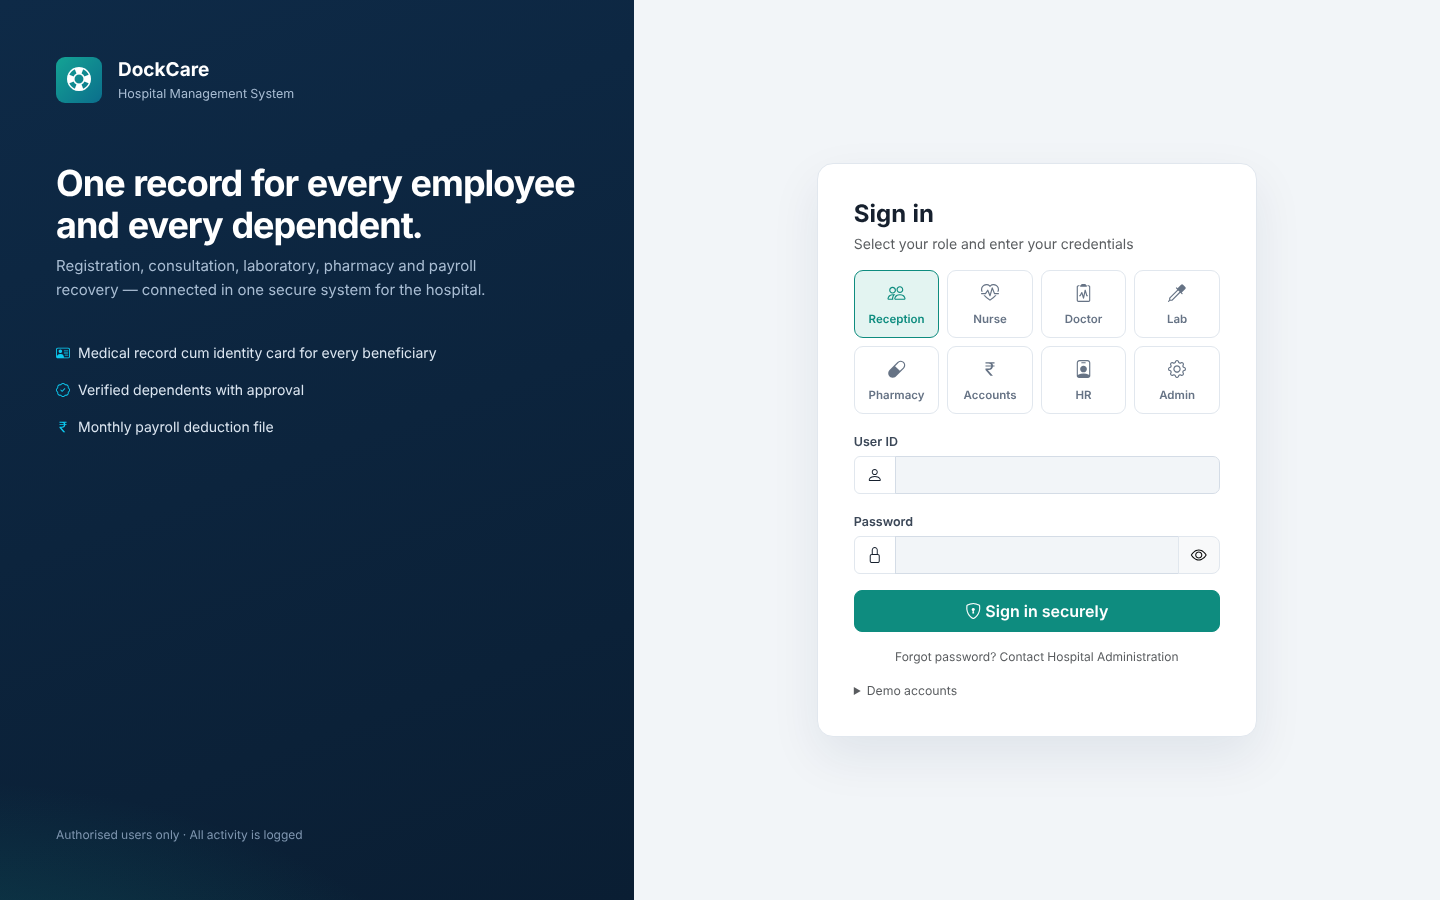 DockCare
Hospital Management System
One record for every employee
and every dependent.
Registration, consultation, laboratory, pharmacy and payroll
recovery — connected in one secure system for the hospital.
Medical record cum identity card for every beneficiary
Verified dependents with approval
Monthly payroll deduction file
Authorised users only · All activity is logged
Sign in
Select your role and enter your credentials
Reception
Nurse
Doctor
Lab
Pharmacy
Accounts
HR
Admin
User ID
Password
Sign in securely
Forgot password? Contact Hospital Administration
Demo accounts